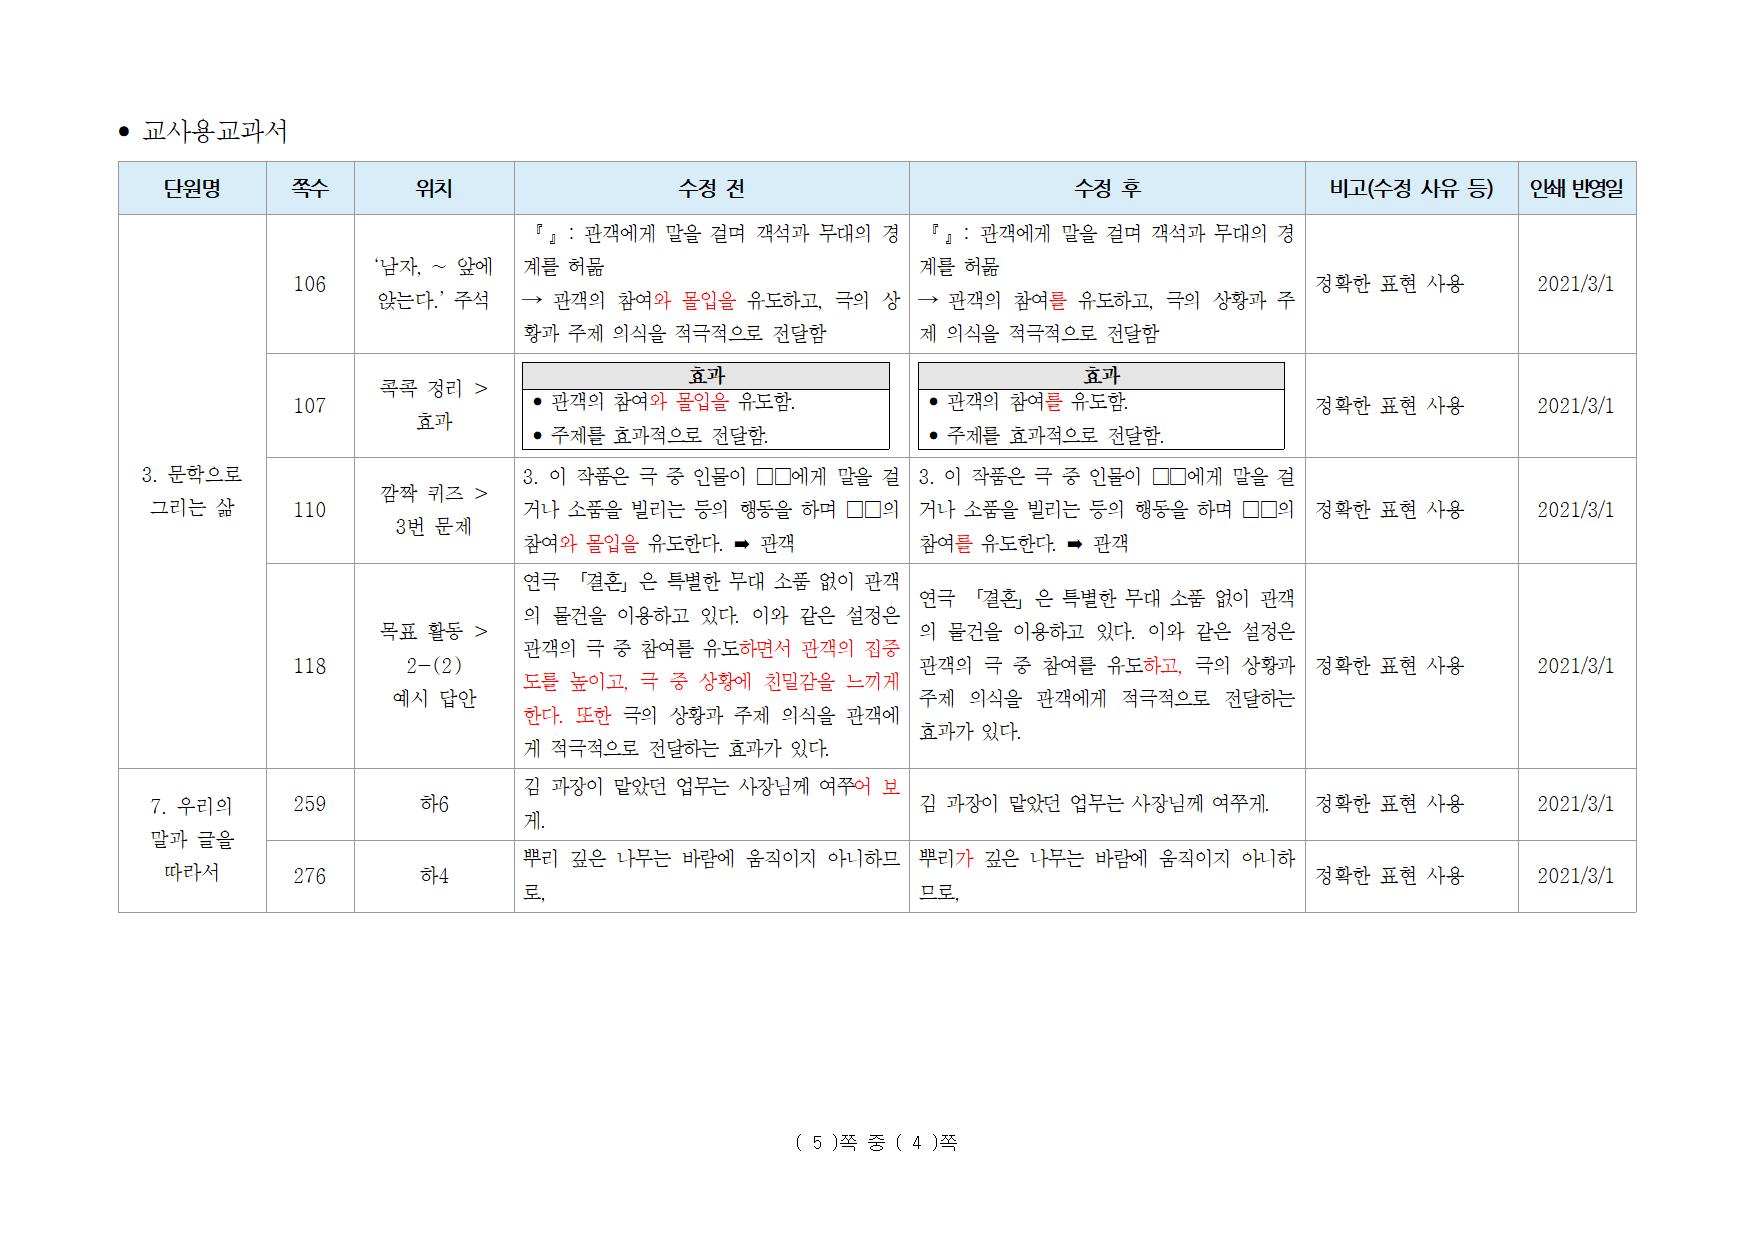 • 교사용교과서
단원명 쪽수 위치 수정 전 수정 후 비고(수정 사유 등) 인쇄 반영일
3. 문학으로
그리는 삶
106
‘남자, ~ 앞에
앉는다.’ 주석
『 』: 관객에게 말을 걸며 객석과 무대의 경
계를 허묾
→ 관객의 참여와 몰입을 유도하고, 극의 상
황과 주제 의식을 적극적으로 전달함
『 』: 관객에게 말을 걸며 객석과 무대의 경
계를 허묾
→ 관객의 참여를 유도하고, 극의 상황과 주
제 의식을 적극적으로 전달함
정확한 표현 사용
2021/3/1
107
콕콕 정리 >
효과
효과
• 관객의 참여와 몰입을 유도함.
• 주제를 효과적으로 전달함.
효과
• 관객의 참여를 유도함.
• 주제를 효과적으로 전달함.
정확한 표현 사용
2021/3/1
110
깜짝 퀴즈 >
3번 문제
3. 이 작품은 극 중 인물이 □□에게 말을 걸
거나 소품을 빌리는 등의 행동을 하며 □□의
참여와 몰입을 유도한다. ➡ 관객
3. 이 작품은 극 중 인물이 □□에게 말을 걸
거나 소품을 빌리는 등의 행동을 하며 □□의
참여를 유도한다. ➡ 관객
정확한 표현 사용
2021/3/1
118
목표 활동 >
2-(2)
예시 답안
연극 「결혼」은 특별한 무대 소품 없이 관객
의 물건을 이용하고 있다. 이와 같은 설정은
관객의 극 중 참여를 유도하면서 관객의 집중
도를 높이고, 극 중 상황에 친밀감을 느끼게
한다. 또한 극의 상황과 주제 의식을 관객에
게 적극적으로 전달하는 효과가 있다.
연극 「결혼」은 특별한 무대 소품 없이 관객
의 물건을 이용하고 있다. 이와 같은 설정은
관객의 극 중 참여를 유도하고, 극의 상황과
주제 의식을 관객에게 적극적으로 전달하는
효과가 있다.
정확한 표현 사용
2021/3/1
7. 우리의
말과 글을
따라서
259
하6
김 과장이 맡았던 업무는 사장님께 여쭈어 보
게.
김 과장이 맡았던 업무는 사장님께 여쭈게.
정확한 표현 사용
2021/3/1
276
하4
뿌리 깊은 나무는 바람에 움직이지 아니하므
로,
뿌리가 깊은 나무는 바람에 움직이지 아니하
므로,
정확한 표현 사용
2021/3/1
( 5 )쪽 중 ( 4 )쪽